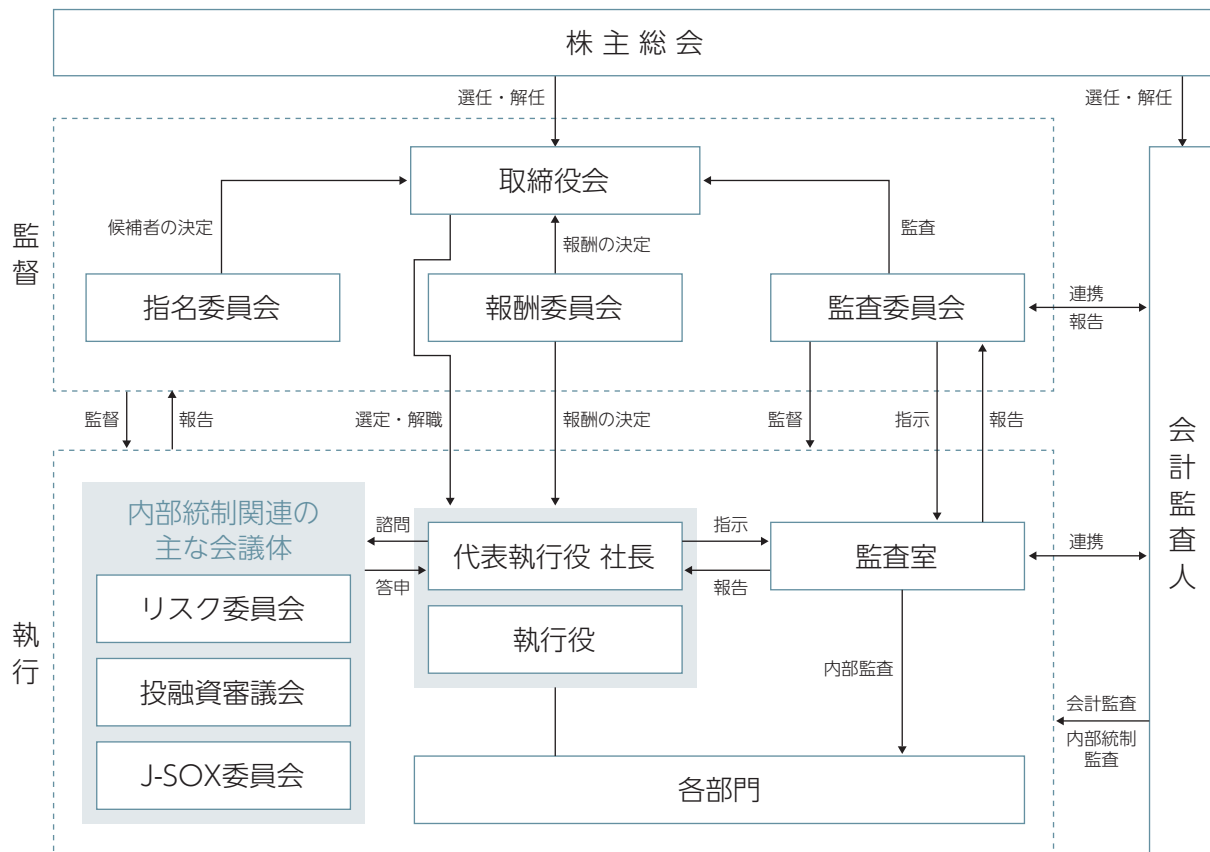 株主総会
選任・解任
選任・解任
監督
取締役会
候補者の決定
報酬の決定
監査
指名委員会
報酬委員会
監査委員会
連携
報告
監督
報告
選定・解職
報酬の決定
監督
指示
報告
会計監査人
執行
内部統制関連の
主な会議体
リスク委員会
投融資審議会
J-SOX委員会
諮問
答申
代表執行役 社長
執行役
指示
報告
監査室
連携
内部監査
会計監査
内部統制
監査
各部門